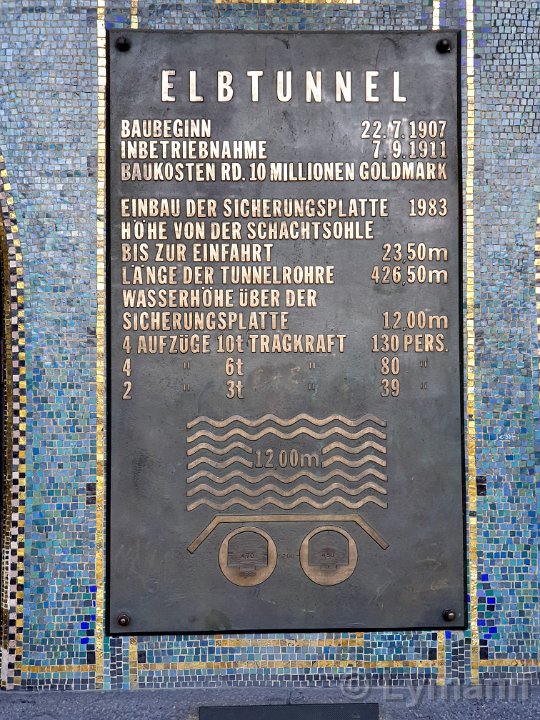 ELBTUNNEL
BAUBEGINN 22.7.1907
INBETRIEBNAHME 7.9.1911
BAUKOSTEN RD. 10 MILLIONEN GOLDMARK
EINBAU DER SICHERUNGSPLATTE 1983
HÖHE VON DER SCHACHTSOHLE
BIS ZUR EINFAHRT 23,50m
LÄNGE DER TUNNELROHRE 426,50m
WASSERHÖHE ÜBER DER
SICHERUNGSPLATTE 12,00m
4 AUFZÜGE 10t TRAGKRAFT 130 PERS.
4 " 6t " 80 "
2 " 3t " 39 "
12,00m
© Lymann